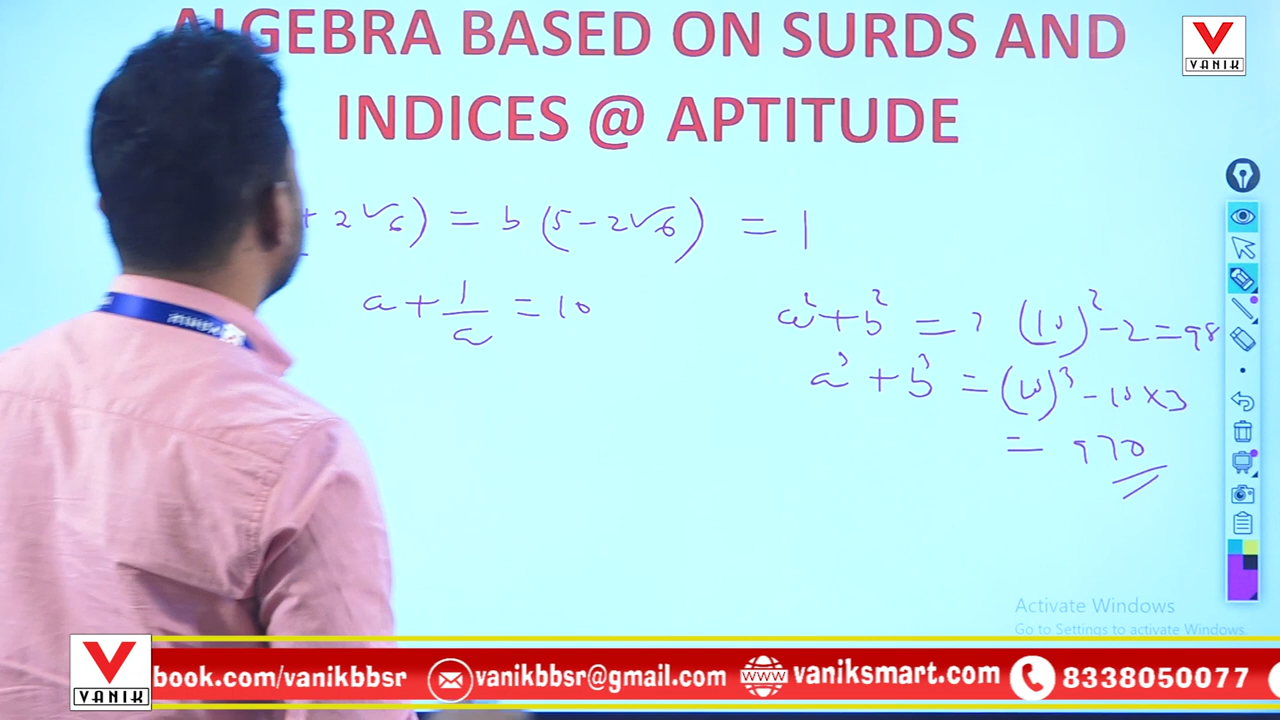 ALGEBRA BASED ON SURDS AND
INDICES @ APTITUDE
VANIK
+ 2√6) = b (5 - 2√6) = 1
a + 1/a = 10
a² + b² = ? (10)² - 2 = 98
a³ + b³ = (10)³ - 10 × 3
= 970
Activate Windows
Go to Settings to activate Windows.
VANIK
book.com/vanikbbsr vanikbbsr@gmail.com www vaniksmart.com 8338050077